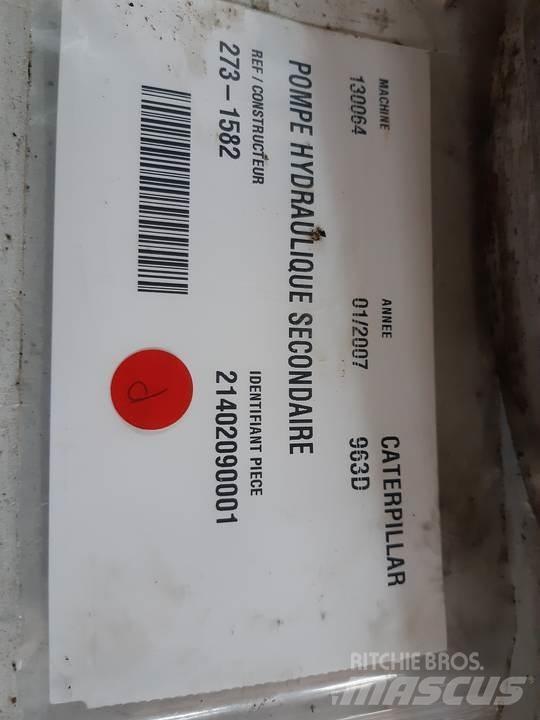 MACHINE
130064
ANNEE
01/2007
CATERPILLAR
963D
POMPE HYDRAULIQUE SECONDAIRE
REF / CONSTRUCTEUR
273-1582
IDENTIFIANT PIECE
21402090001
d
RITCHIE BROS.
MASCUS